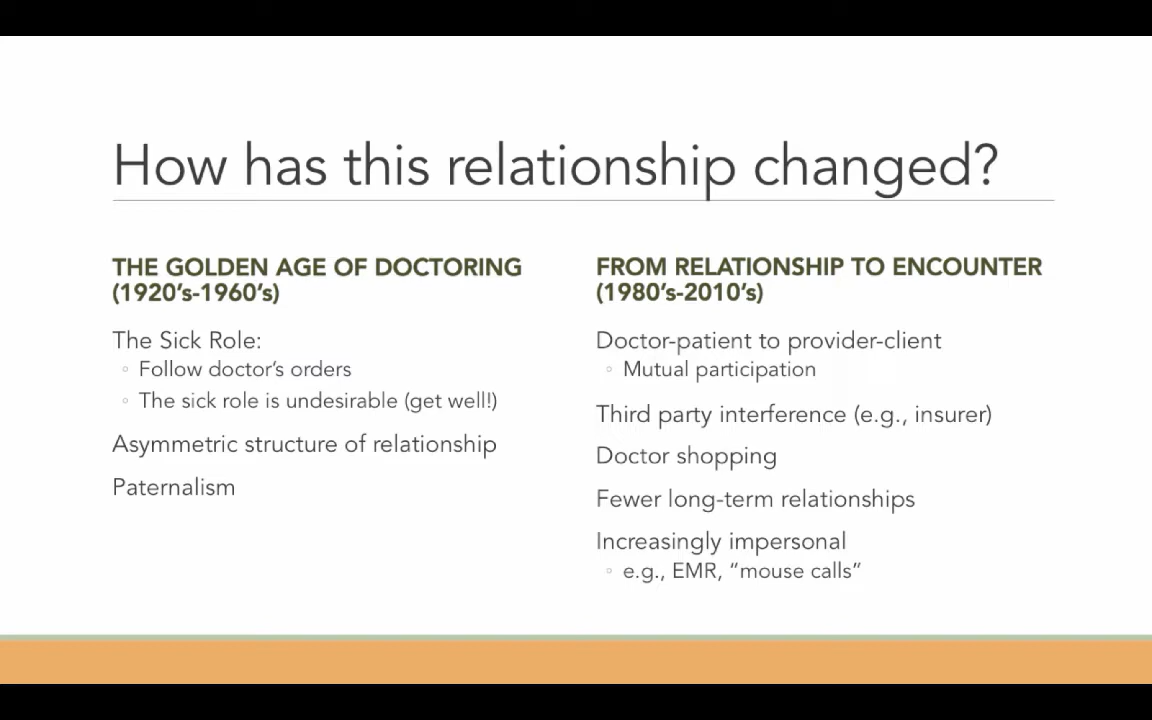 How has this relationship changed?
THE GOLDEN AGE OF DOCTORING
(1920’s-1960’s)
The Sick Role:
◦ Follow doctor’s orders
◦ The sick role is undesirable (get well!)
Asymmetric structure of relationship
Paternalism
FROM RELATIONSHIP TO ENCOUNTER
(1980’s-2010’s)
Doctor-patient to provider-client
◦ Mutual participation
Third party interference (e.g., insurer)
Doctor shopping
Fewer long-term relationships
Increasingly impersonal
◦ e.g., EMR, “mouse calls”